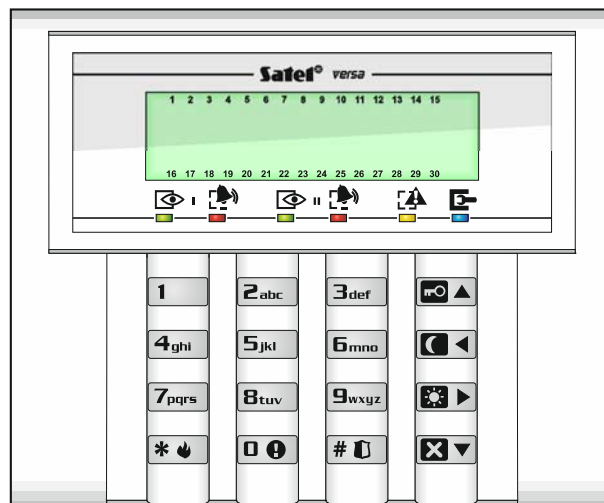 Satel® versa
1 2 3 4 5 6 7 8 9 10 11 12 13 14 15
16 17 18 19 20 21 22 23 24 25 26 27 28 29 30
I II
1 2abc 3def
4ghi 5jkl 6mno
7pqrs 8tuv 9wxyz
* 0 #